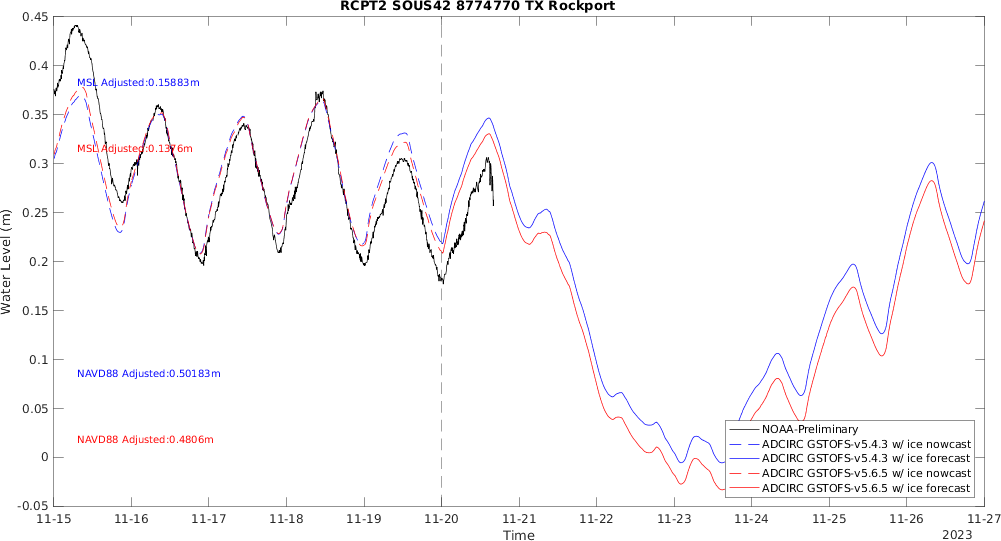 RCPT2 SOUS42 8774770 TX Rockport
0.45
0.4
0.35
0.3
0.25
0.2
0.15
0.1
0.05
0
-0.05
Water Level (m)
MSL Adjusted:0.15883m
MSL Adjusted:0.1376m
NAVD88 Adjusted:0.50183m
NAVD88 Adjusted:0.4806m
NOAA-Preliminary
ADCIRC GSTOFS-v5.4.3 w/ ice nowcast
ADCIRC GSTOFS-v5.4.3 w/ ice forecast
ADCIRC GSTOFS-v5.6.5 w/ ice nowcast
ADCIRC GSTOFS-v5.6.5 w/ ice forecast
11-15 11-16 11-17 11-18 11-19 11-20 11-21 11-22 11-23 11-24 11-25 11-26 11-27
Time
2023